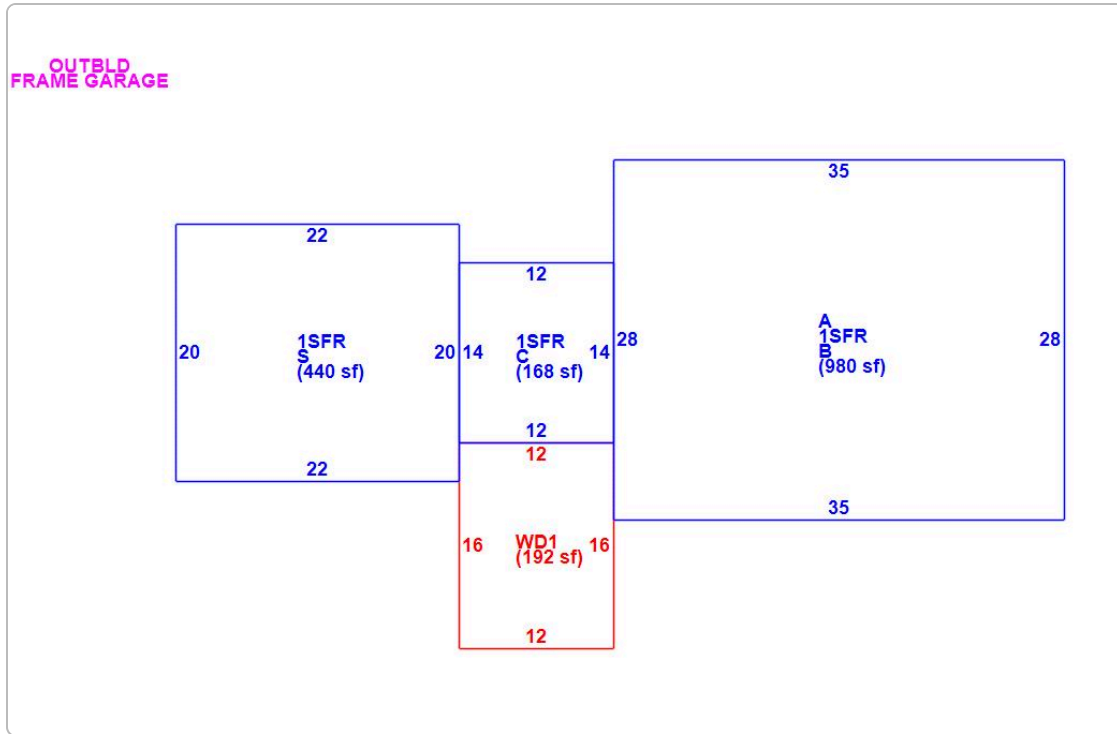 OUTBLD
FRAME GARAGE
35
22
12
A
1SFR
B
(980 sf)
28
28
1SFR
S
(440 sf)
20
20
14
1SFR
C
(168 sf)
14
12
12
22
35
16
WD1
(192 sf)
16
12